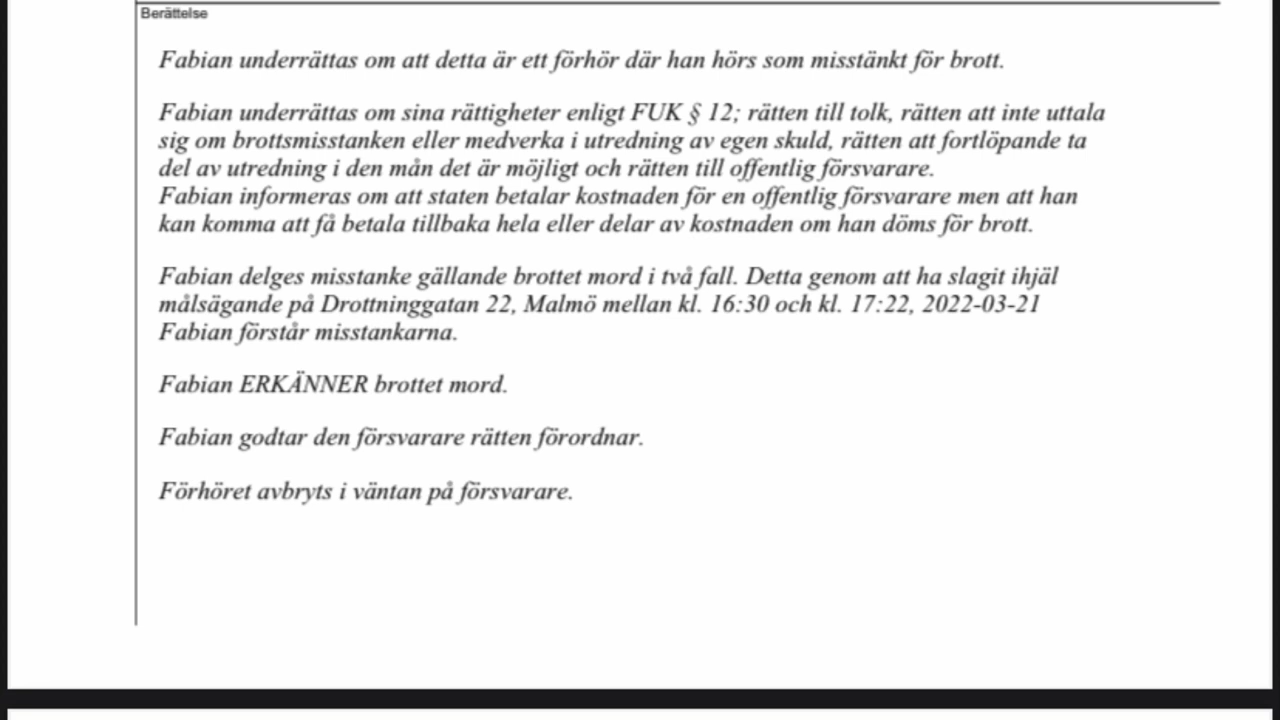 Berättelse
Fabian underrättas om att detta är ett förhör där han hörs som misstänkt för brott.
Fabian underrättas om sina rättigheter enligt FUK § 12; rätten till tolk, rätten att inte uttala
sig om brottsmisstanken eller medverka i utredning av egen skuld, rätten att fortlöpande ta
del av utredning i den mån det är möjligt och rätten till offentlig försvarare.
Fabian informeras om att staten betalar kostnaden för en offentlig försvarare men att han
kan komma att få betala tillbaka hela eller delar av kostnaden om han döms för brott.
Fabian delges misstanke gällande brottet mord i två fall. Detta genom att ha slagit ihjäl
målsägande på Drottninggatan 22, Malmö mellan kl. 16:30 och kl. 17:22, 2022-03-21
Fabian förstår misstankarna.
Fabian ERKÄNNER brottet mord.
Fabian godtar den försvarare rätten förordnar.
Förhöret avbryts i väntan på försvarare.